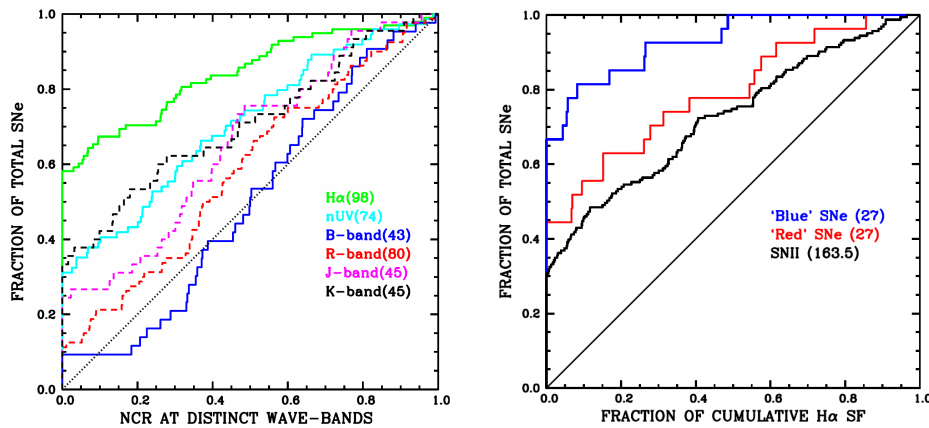 1.0
0.8
0.6
0.4
0.2
0.0
FRACTION OF TOTAL SNe
Hα(98)
nUV(74)
B-band(43)
R-band(80)
J-band(45)
K-band(45)
0.0 0.2 0.4 0.6 0.8 1.0
NCR AT DISTINCT WAVE-BANDS
1.0
0.8
0.6
0.4
0.2
0.0
FRACTION OF TOTAL SNe
'Blue' SNe (27)
'Red' SNe (27)
SNII (163.5)
0.0 0.2 0.4 0.6 0.8 1.0
FRACTION OF CUMULATIVE Hα SF